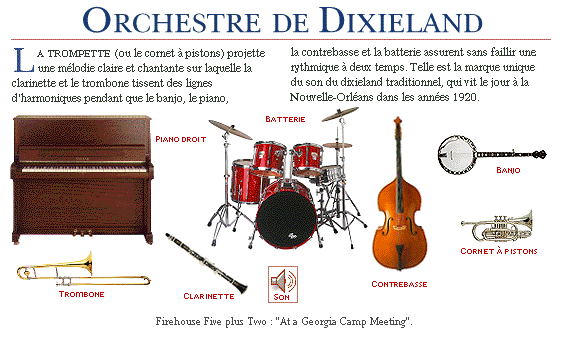 ORCHESTRE DE DIXIELAND
LA TROMPETTE (ou le cornet à pistons) projette
une mélodie claire et chantante sur laquelle la
clarinette et le trombone tissent des lignes
d'harmoniques pendant que le banjo, le piano,
la contrebasse et la batterie assurent sans faillir une
rythmique à deux temps. Telle est la marque unique
du son du dixieland traditionnel, qui vit le jour à la
Nouvelle-Orléans dans les années 1920.
PIANO DROIT
BATTERIE
BANJO
CORNET À PISTONS
TROMBONE
CLARINETTE
SON
CONTREBASSE
Firehouse Five plus Two : "At a Georgia Camp Meeting".